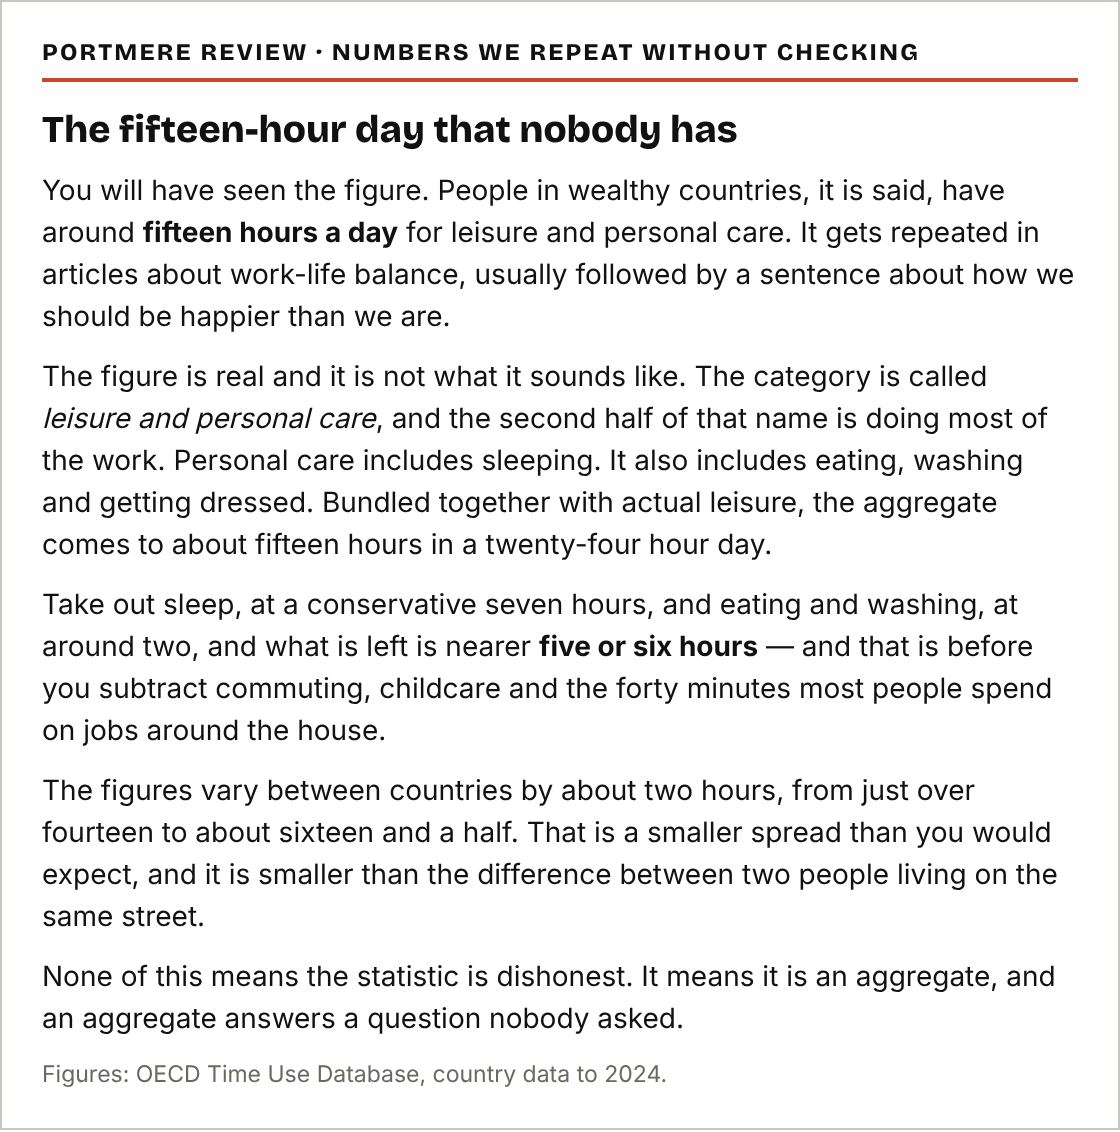 PORTMERE REVIEW · NUMBERS WE REPEAT WITHOUT CHECKING
The fifteen-hour day that nobody has
You will have seen the figure. People in wealthy countries, it is said, have
around fifteen hours a day for leisure and personal care. It gets repeated in
articles about work-life balance, usually followed by a sentence about how we
should be happier than we are.
The figure is real and it is not what it sounds like. The category is called
leisure and personal care, and the second half of that name is doing most of
the work. Personal care includes sleeping. It also includes eating, washing
and getting dressed. Bundled together with actual leisure, the aggregate
comes to about fifteen hours in a twenty-four hour day.
Take out sleep, at a conservative seven hours, and eating and washing, at
around two, and what is left is nearer five or six hours — and that is before
you subtract commuting, childcare and the forty minutes most people spend
on jobs around the house.
The figures vary between countries by about two hours, from just over
fourteen to about sixteen and a half. That is a smaller spread than you would
expect, and it is smaller than the difference between two people living on the
same street.
None of this means the statistic is dishonest. It means it is an aggregate, and
an aggregate answers a question nobody asked.
Figures: OECD Time Use Database, country data to 2024.